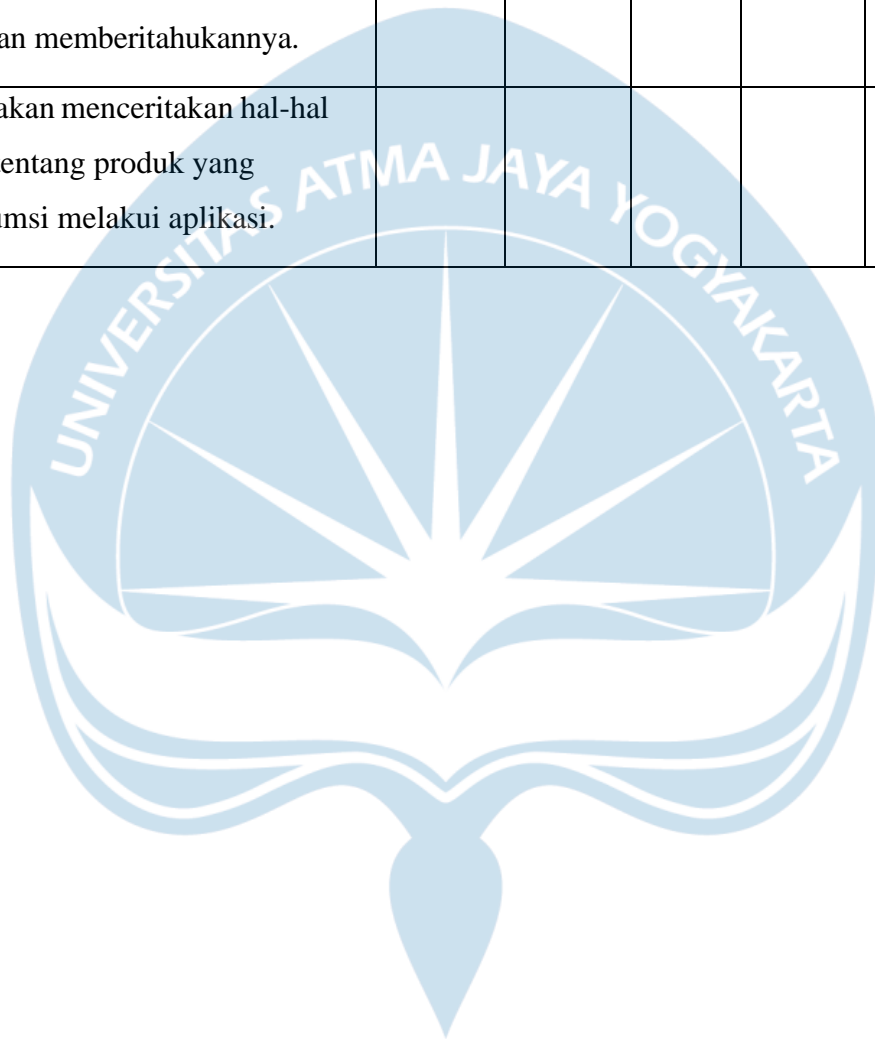 an memberitahukannya.
akan menceritakan hal-hal
entang produk yang
umsi melakui aplikasi.
UNIVERSITAS ATMA JAYA YOGYAKARTA